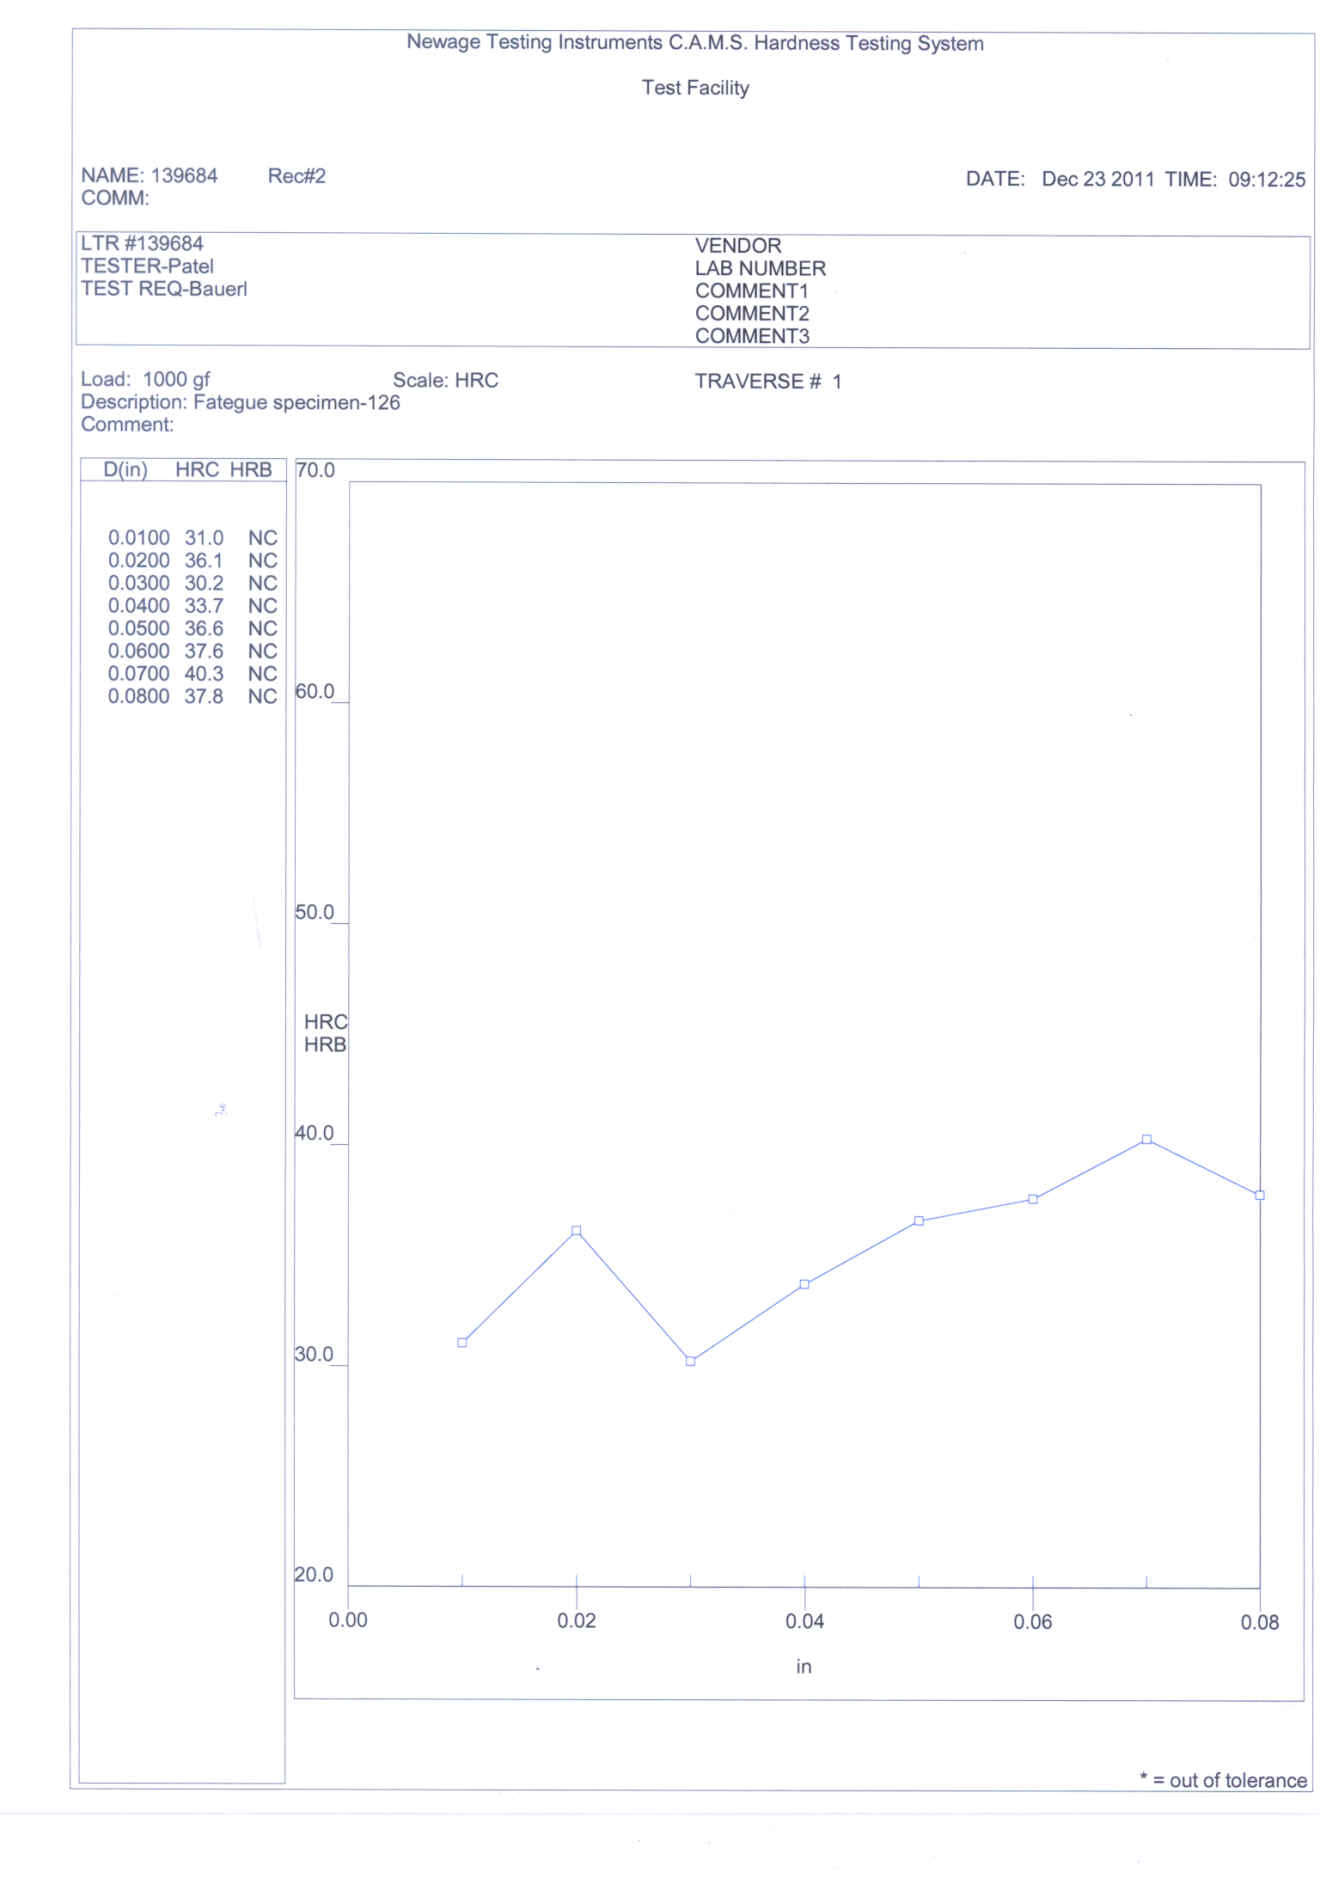 Newage Testing Instruments C.A.M.S. Hardness Testing System
Test Facility
NAME: 139684 Rec#2
DATE: Dec 23 2011 TIME: 09:12:25
COMM:
LTR #139684
TESTER-Patel
TEST REQ-Bauerl
VENDOR
LAB NUMBER
COMMENT1
COMMENT2
COMMENT3
Load: 1000 gf Scale: HRC TRAVERSE # 1
Description: Fategue specimen-126
Comment:
D(in) HRC HRB
0.0100 31.0 NC
0.0200 36.1 NC
0.0300 30.2 NC
0.0400 33.7 NC
0.0500 36.6 NC
0.0600 37.6 NC
0.0700 40.3 NC
0.0800 37.8 NC
70.0
60.0
50.0
HRC
HRB
40.0
30.0
20.0
0.00 0.02 0.04 0.06 0.08
in
* = out of tolerance